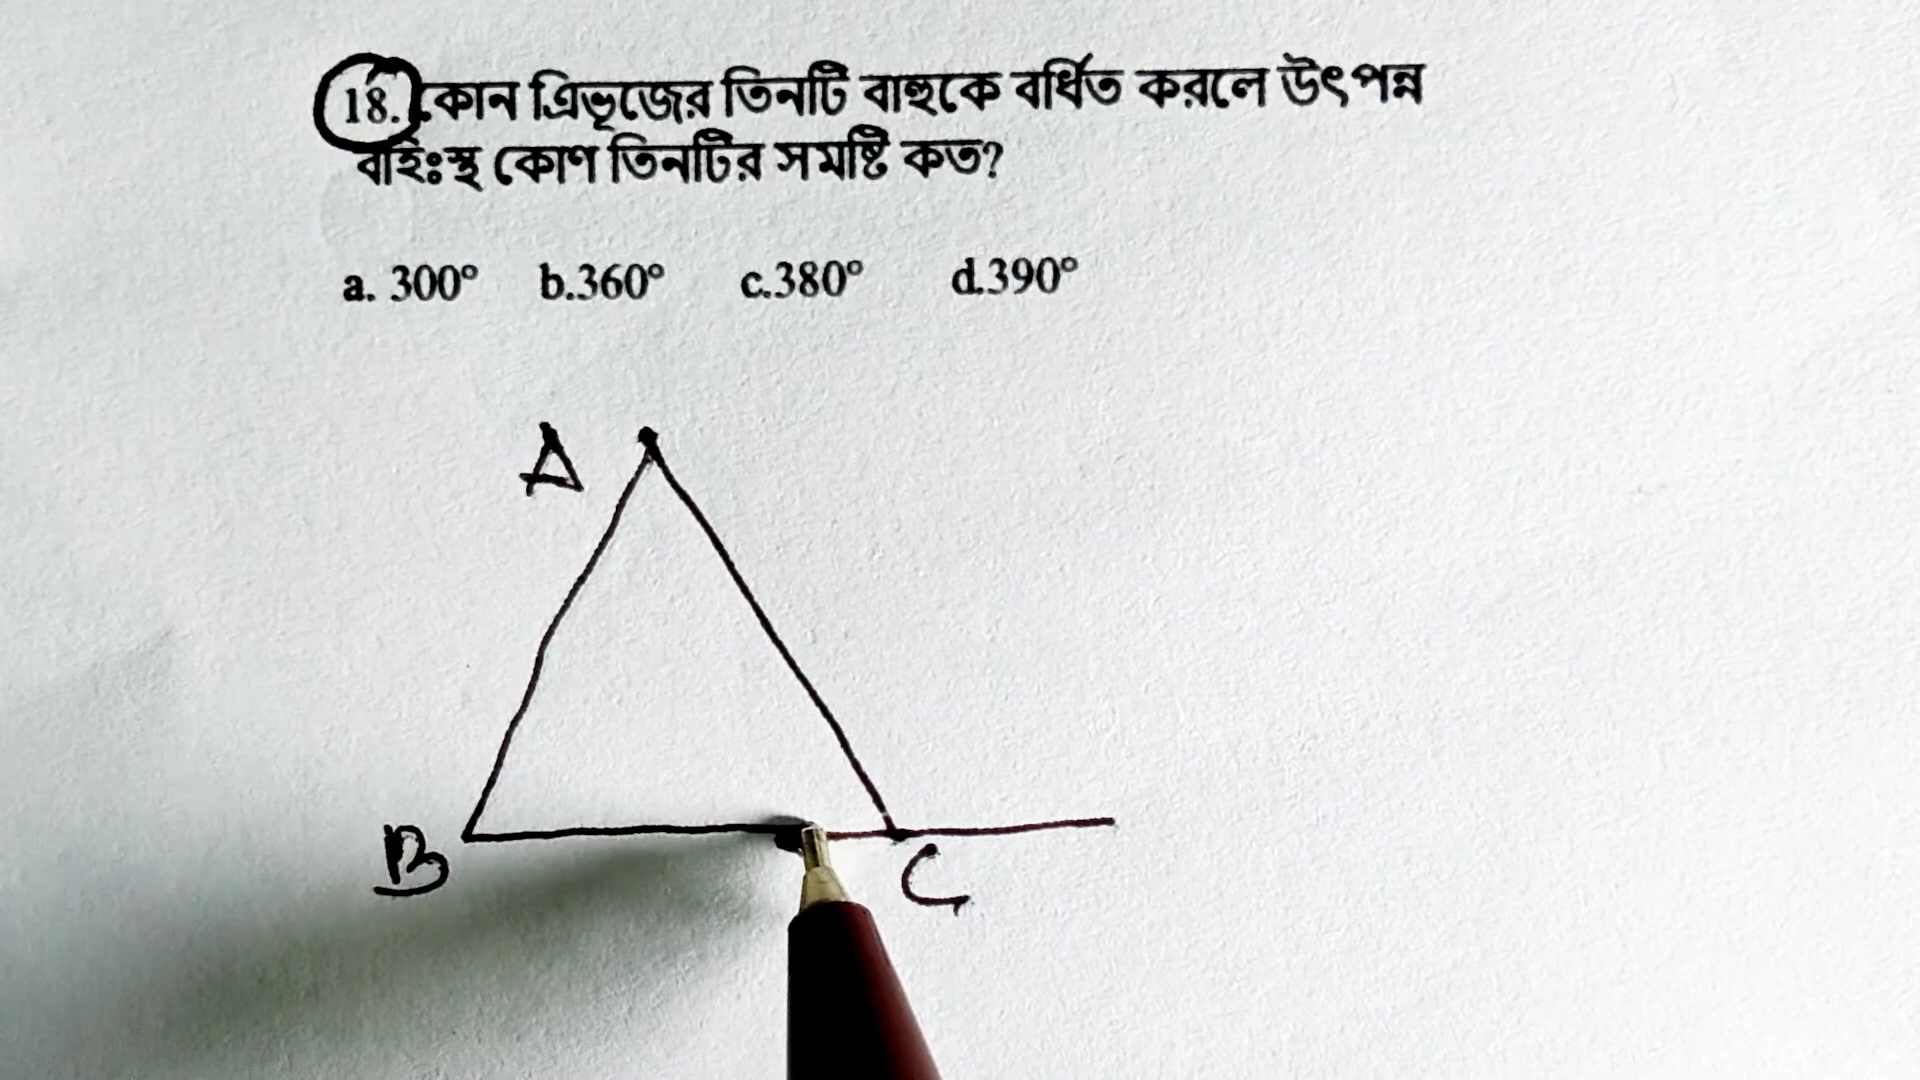 18. কোন ত্রিভূজের তিনটি বাহুকে বর্ধিত করলে উৎপন্ন
বহিঃস্থ কোণ তিনটির সমষ্টি কত?
a. 300° b.360° c.380° d.390°
A
B
C